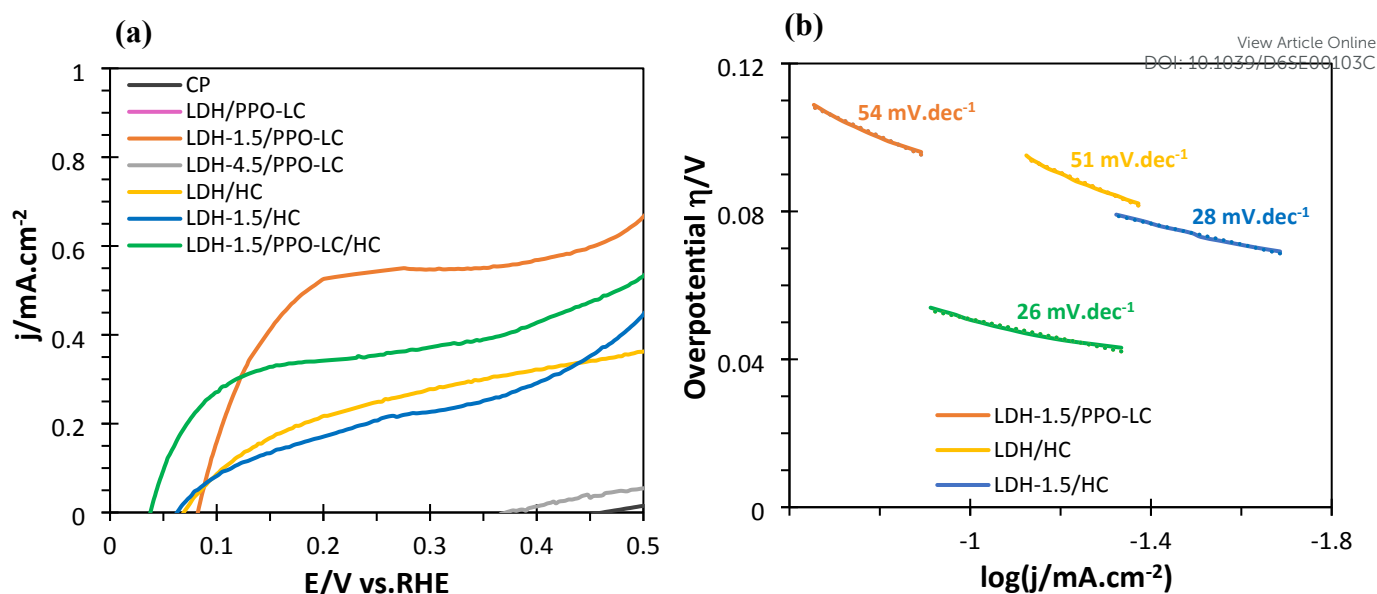 (a)
(b)
View Article Online
DOI: 10.1039/D6SE00103C
1
0.8
0.6
0.4
0.2
0
0
0.1
0.2
0.3
0.4
0.5
j/mA.cm-2
E/V vs.RHE
CP
LDH/PPO-LC
LDH-1.5/PPO-LC
LDH-4.5/PPO-LC
LDH/HC
LDH-1.5/HC
LDH-1.5/PPO-LC/HC
0.12
0.08
0.04
0
-1
-1.4
-1.8
Overpotential η/V
log(j/mA.cm-2)
54 mV.dec-1
51 mV.dec-1
28 mV.dec-1
26 mV.dec-1
LDH-1.5/PPO-LC
LDH/HC
LDH-1.5/HC